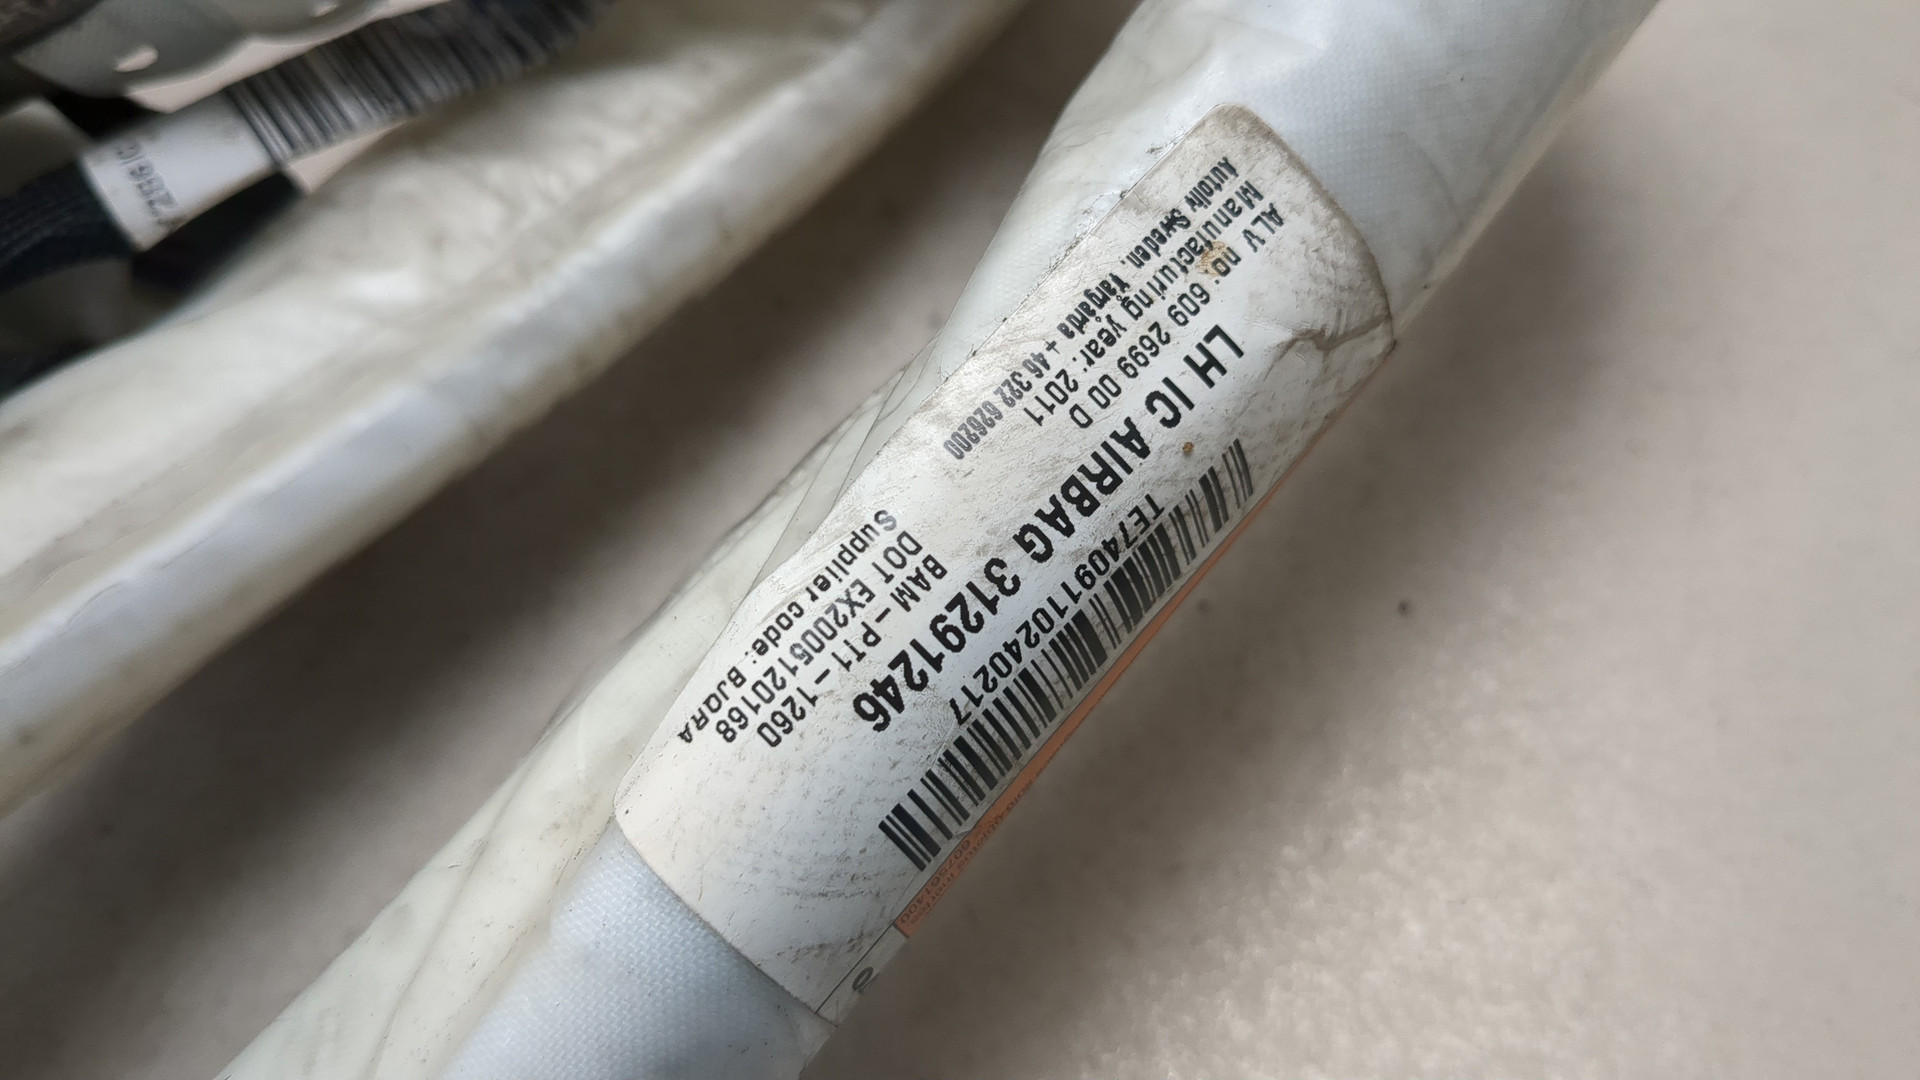 ALV no: 609 2699 00 D
Manufacturing year: 2011
Autoliv Sweden, Vårgårda + 46 322 626200
LH IC AIRBAG 31291246
TE7409110240217
BAM - PT1 - 1260
DOT EX2005120168
Supplier code: BJQRA